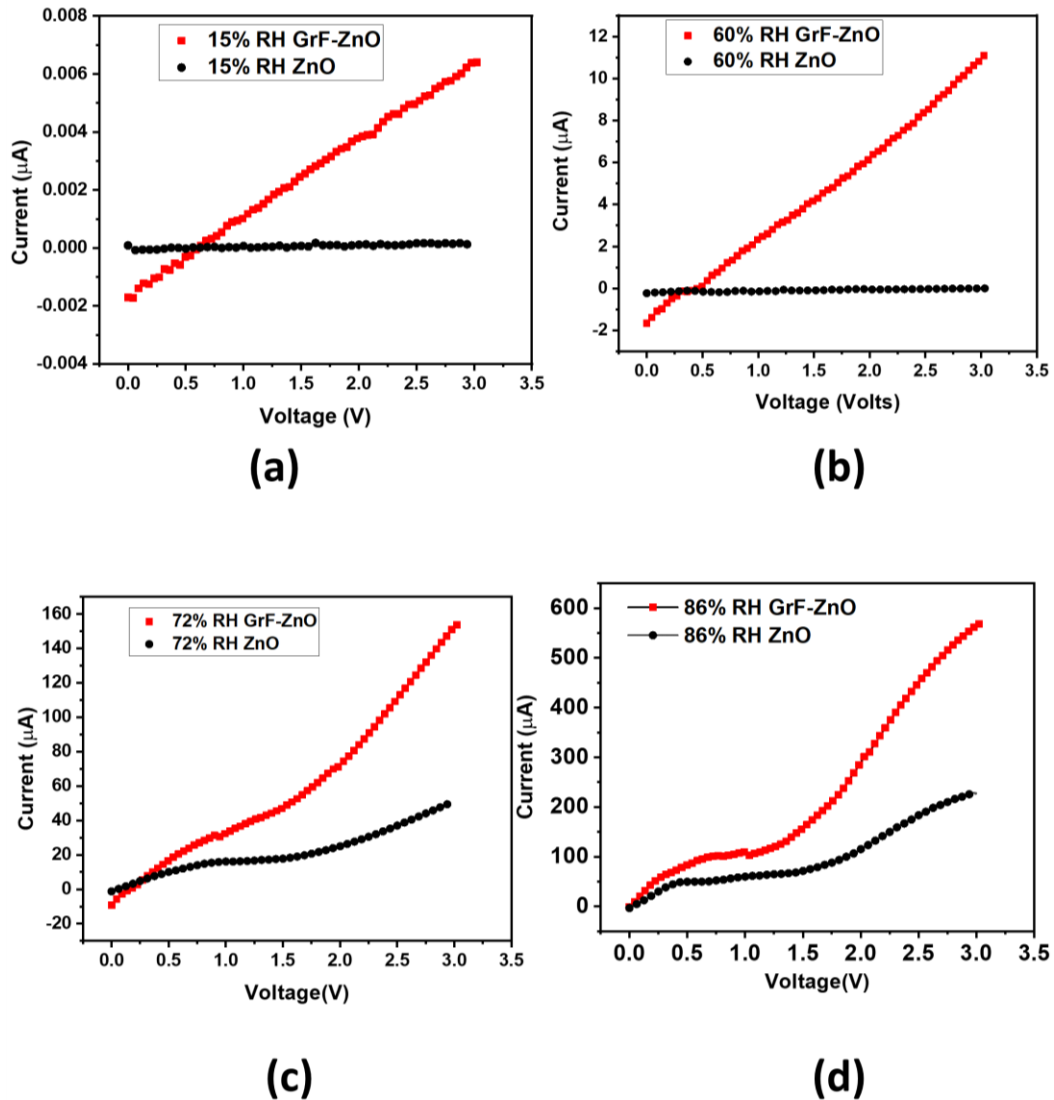 15% RH GrF-ZnO
15% RH ZnO
Current (μA)
0.008
0.006
0.004
0.002
0.000
-0.002
-0.004
0.0 0.5 1.0 1.5 2.0 2.5 3.0 3.5
Voltage (V)
(a)
60% RH GrF-ZnO
60% RH ZnO
Current (μA)
12
10
8
6
4
2
0
-2
0.0 0.5 1.0 1.5 2.0 2.5 3.0 3.5
Voltage (Volts)
(b)
72% RH GrF-ZnO
72% RH ZnO
Current (μA)
160
140
120
100
80
60
40
20
0
-20
0.0 0.5 1.0 1.5 2.0 2.5 3.0 3.5
Voltage(V)
(c)
86% RH GrF-ZnO
86% RH ZnO
Current (μA)
600
500
400
300
200
100
0
0.0 0.5 1.0 1.5 2.0 2.5 3.0 3.5
Voltage(V)
(d)